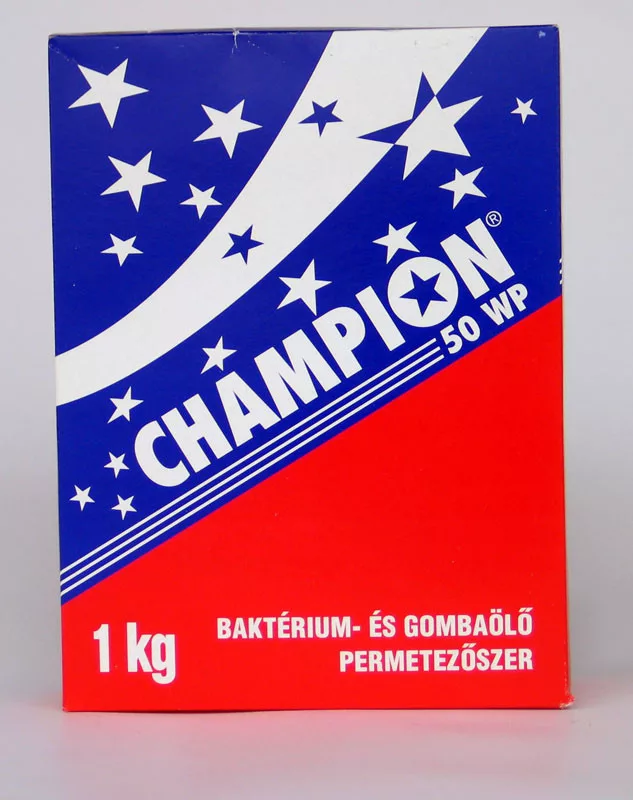 CHAMPION®
50 WP
1 kg
BAKTÉRIUM- ÉS GOMBAÖLŐ
PERMETEZŐSZER